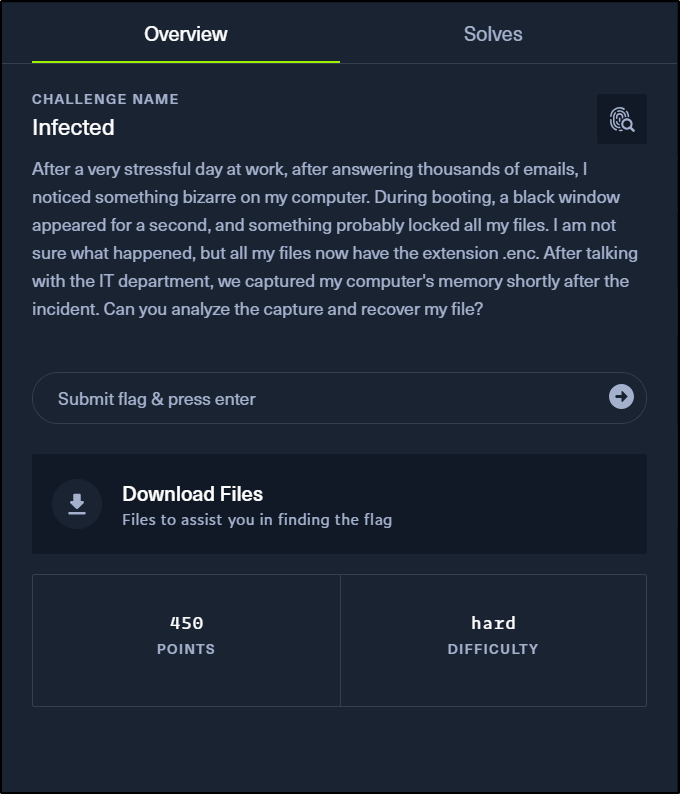 Overview Solves
CHALLENGE NAME
Infected
After a very stressful day at work, after answering thousands of emails, I
noticed something bizarre on my computer. During booting, a black window
appeared for a second, and something probably locked all my files. I am not
sure what happened, but all my files now have the extension .enc. After talking
with the IT department, we captured my computer's memory shortly after the
incident. Can you analyze the capture and recover my file?
Submit flag & press enter
Download Files
Files to assist you in finding the flag
450 hard
POINTS DIFFICULTY